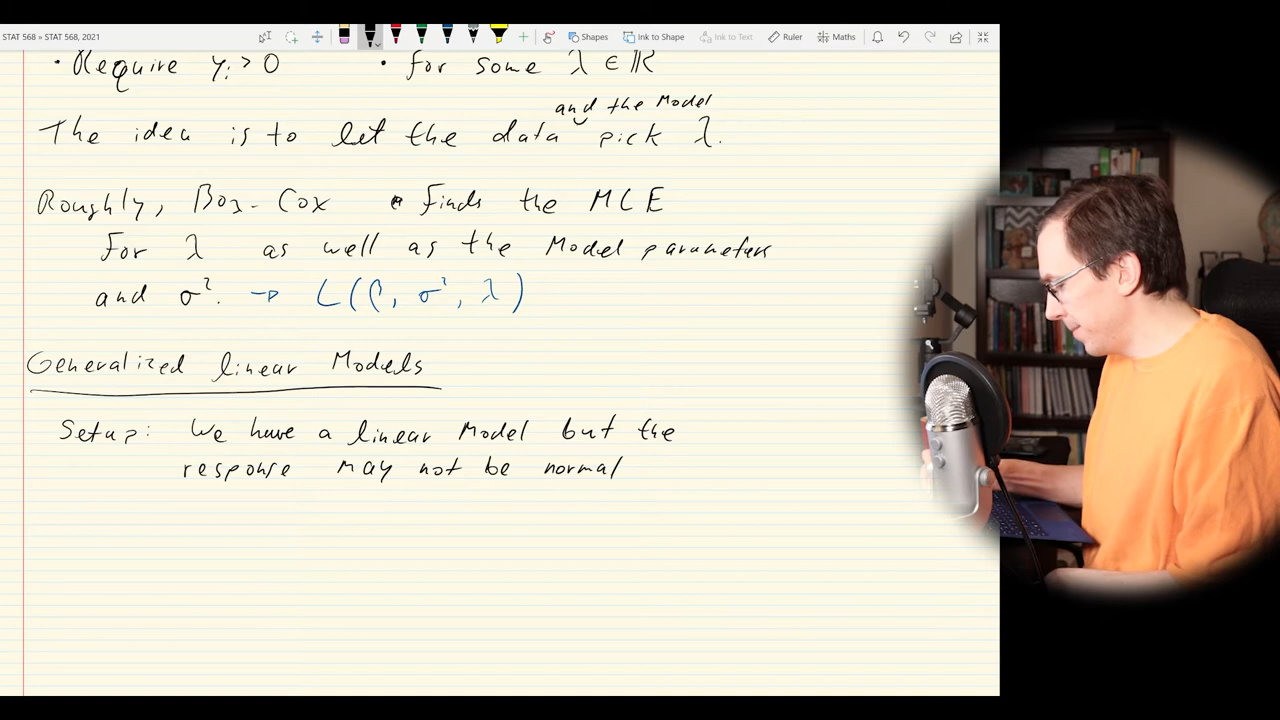 STAT 568 » STAT 568, 2021
Shapes
Ink to Shape
Ink to Text
Ruler
Maths
• Require yᵢ > 0 • for some λ ∈ ℝ
and the Model
The idea is to let the data pick λ.
Roughly, Box-Cox • Finds the MLE
For λ as well as the Model parameters
and σ². → L(β, σ², λ)
Generalized linear Models
Setup: We have a linear Model but the
response may not be normal